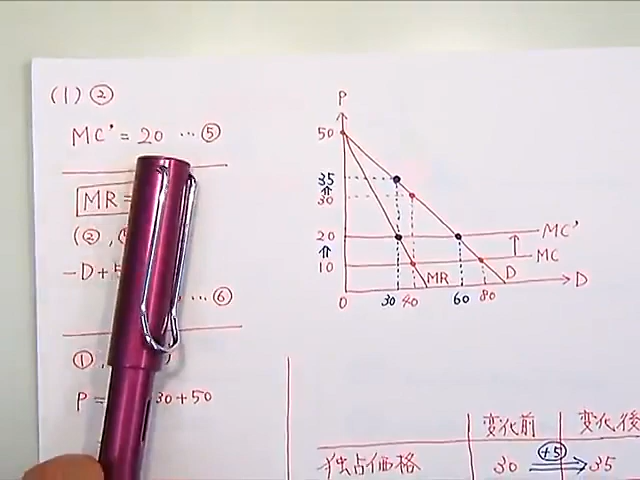 (1) ②
MC' = 20 … ⑤
MR =
(②,
-D+5
… ⑥
①,
P = 30+50
P
50
35
⇑
30
20
⇑
10
0
30 40 60 80
MR
D
D
MC'
MC
変化前 変化後
独占価格 30 +5 ⇒ 35